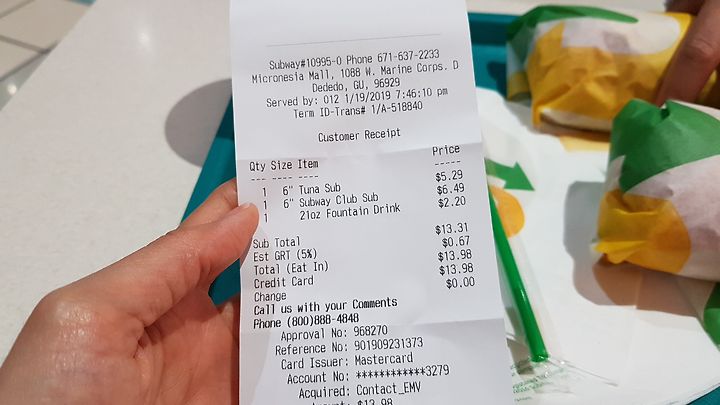 Subway#10995-0 Phone 671-637-2233
Micronesia Mall, 1088 W. Marine Corps. D
Dededo, GU, 96929
Served by: 012 1/19/2019 7:46:10 pm
Term ID-Trans# 1/A-518840
Customer Receipt
Qty Size Item Price
--- ---- ---- -----
1 6" Tuna Sub $5.29
1 6" Subway Club Sub $6.49
1 21oz Fountain Drink $2.20
Sub Total $13.31
Est GRT (5%) $0.67
Total (Eat In) $13.98
Credit Card $13.98
Change $0.00
Call us with your Comments
Phone (800)888-4848
Approval No: 968270
Reference No: 901909231373
Card Issuer: Mastercard
Account No: ************3279
Acquired: Contact_EMV
Amount: $13.98